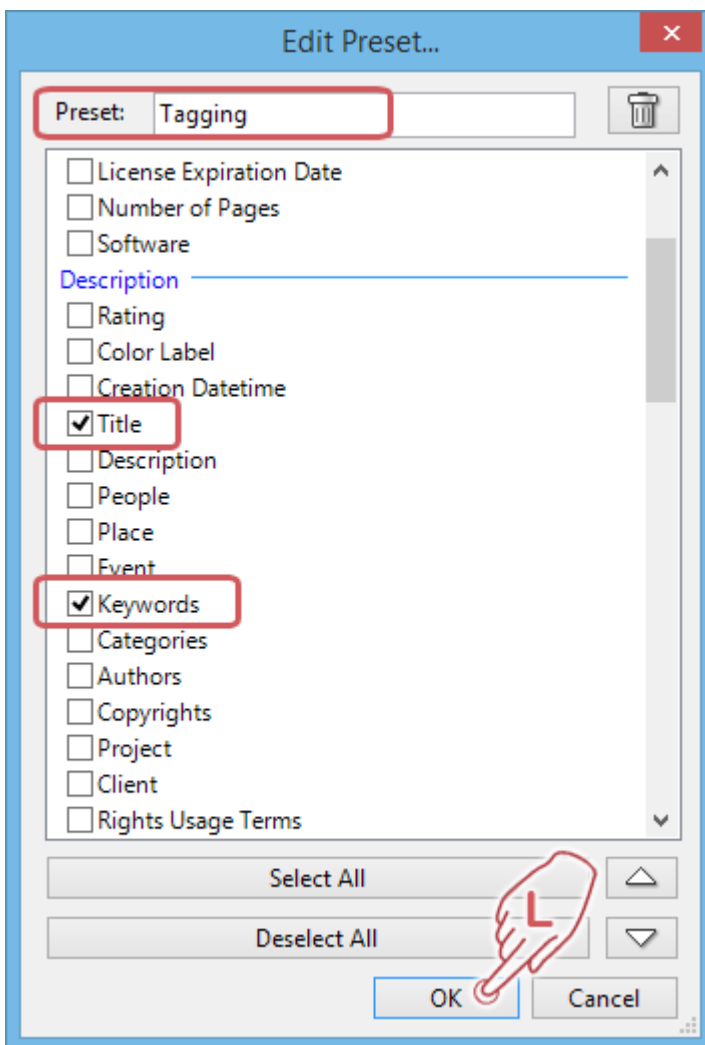 Edit Preset...
Preset: Tagging
License Expiration Date
Number of Pages
Software
Description
Rating
Color Label
Creation Datetime
Title
Description
People
Place
Event
Keywords
Categories
Authors
Copyrights
Project
Client
Rights Usage Terms
Select All
L
Deselect All
OK Cancel